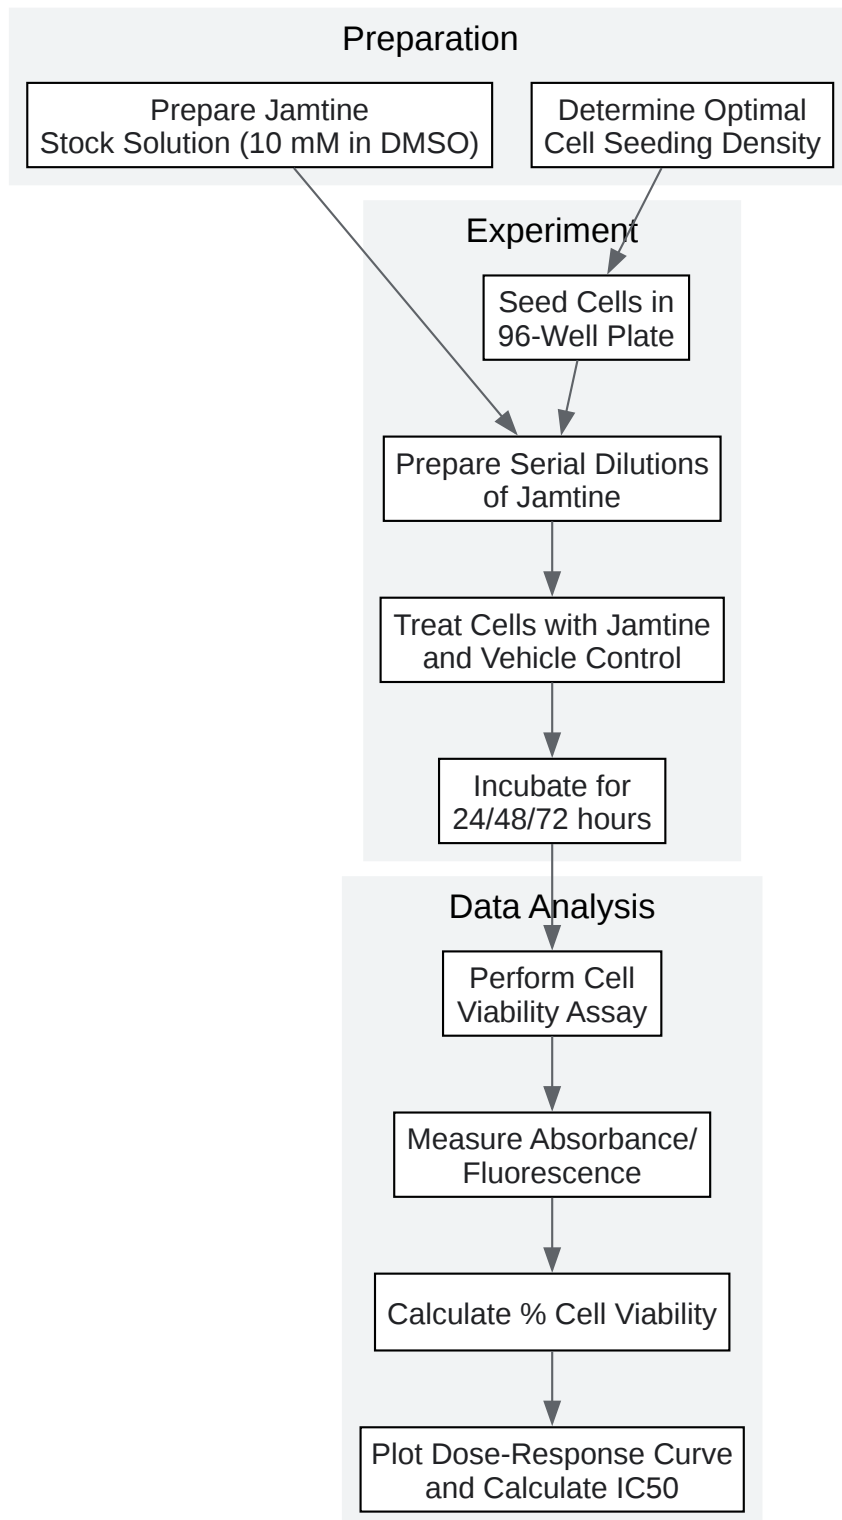 Preparation
Prepare Jamtine
Stock Solution (10 mM in DMSO)
Determine Optimal
Cell Seeding Density
Experiment
Seed Cells in
96-Well Plate
Prepare Serial Dilutions
of Jamtine
Treat Cells with Jamtine
and Vehicle Control
Incubate for
24/48/72 hours
Data Analysis
Perform Cell
Viability Assay
Measure Absorbance/
Fluorescence
Calculate % Cell Viability
Plot Dose-Response Curve
and Calculate IC50